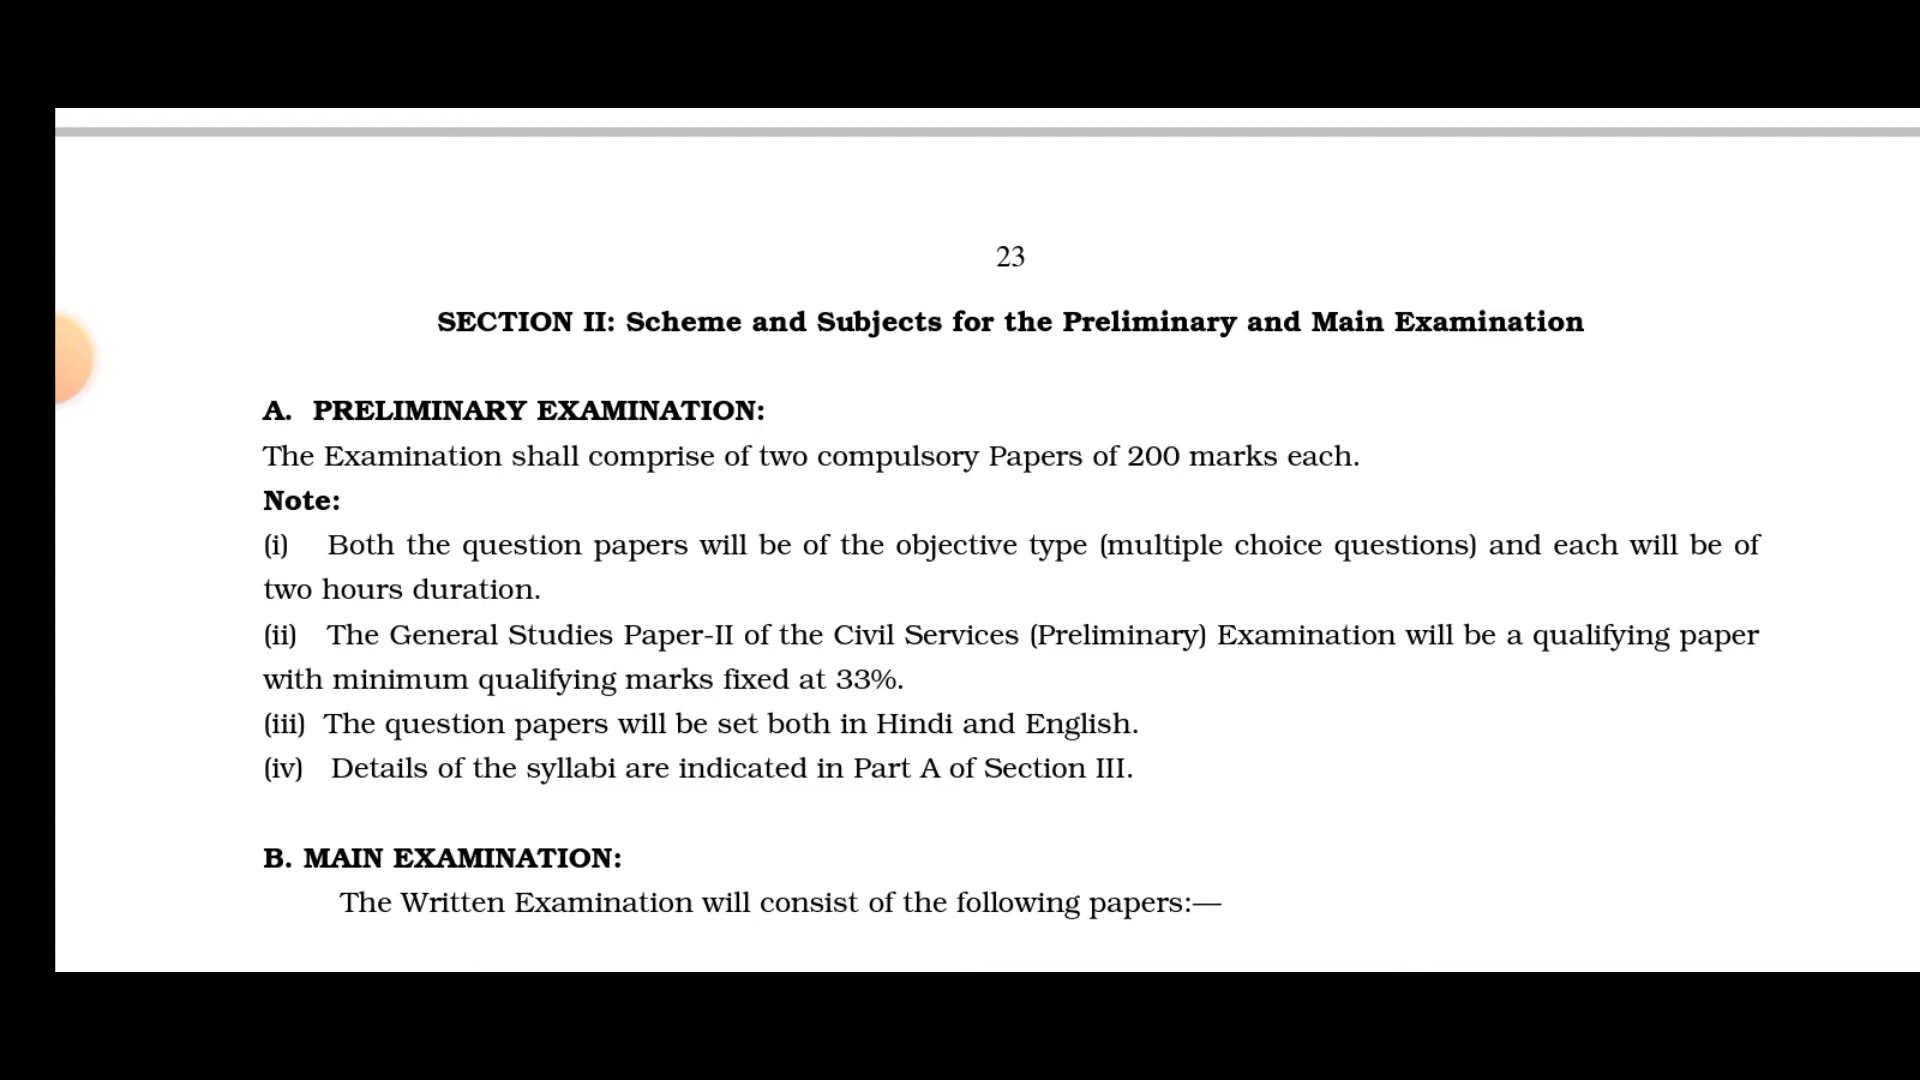 23
SECTION II: Scheme and Subjects for the Preliminary and Main Examination
A. PRELIMINARY EXAMINATION:
The Examination shall comprise of two compulsory Papers of 200 marks each.
Note:
(i) Both the question papers will be of the objective type (multiple choice questions) and each will be of
two hours duration.
(ii) The General Studies Paper-II of the Civil Services (Preliminary) Examination will be a qualifying paper
with minimum qualifying marks fixed at 33%.
(iii) The question papers will be set both in Hindi and English.
(iv) Details of the syllabi are indicated in Part A of Section III.
B. MAIN EXAMINATION:
The Written Examination will consist of the following papers:—